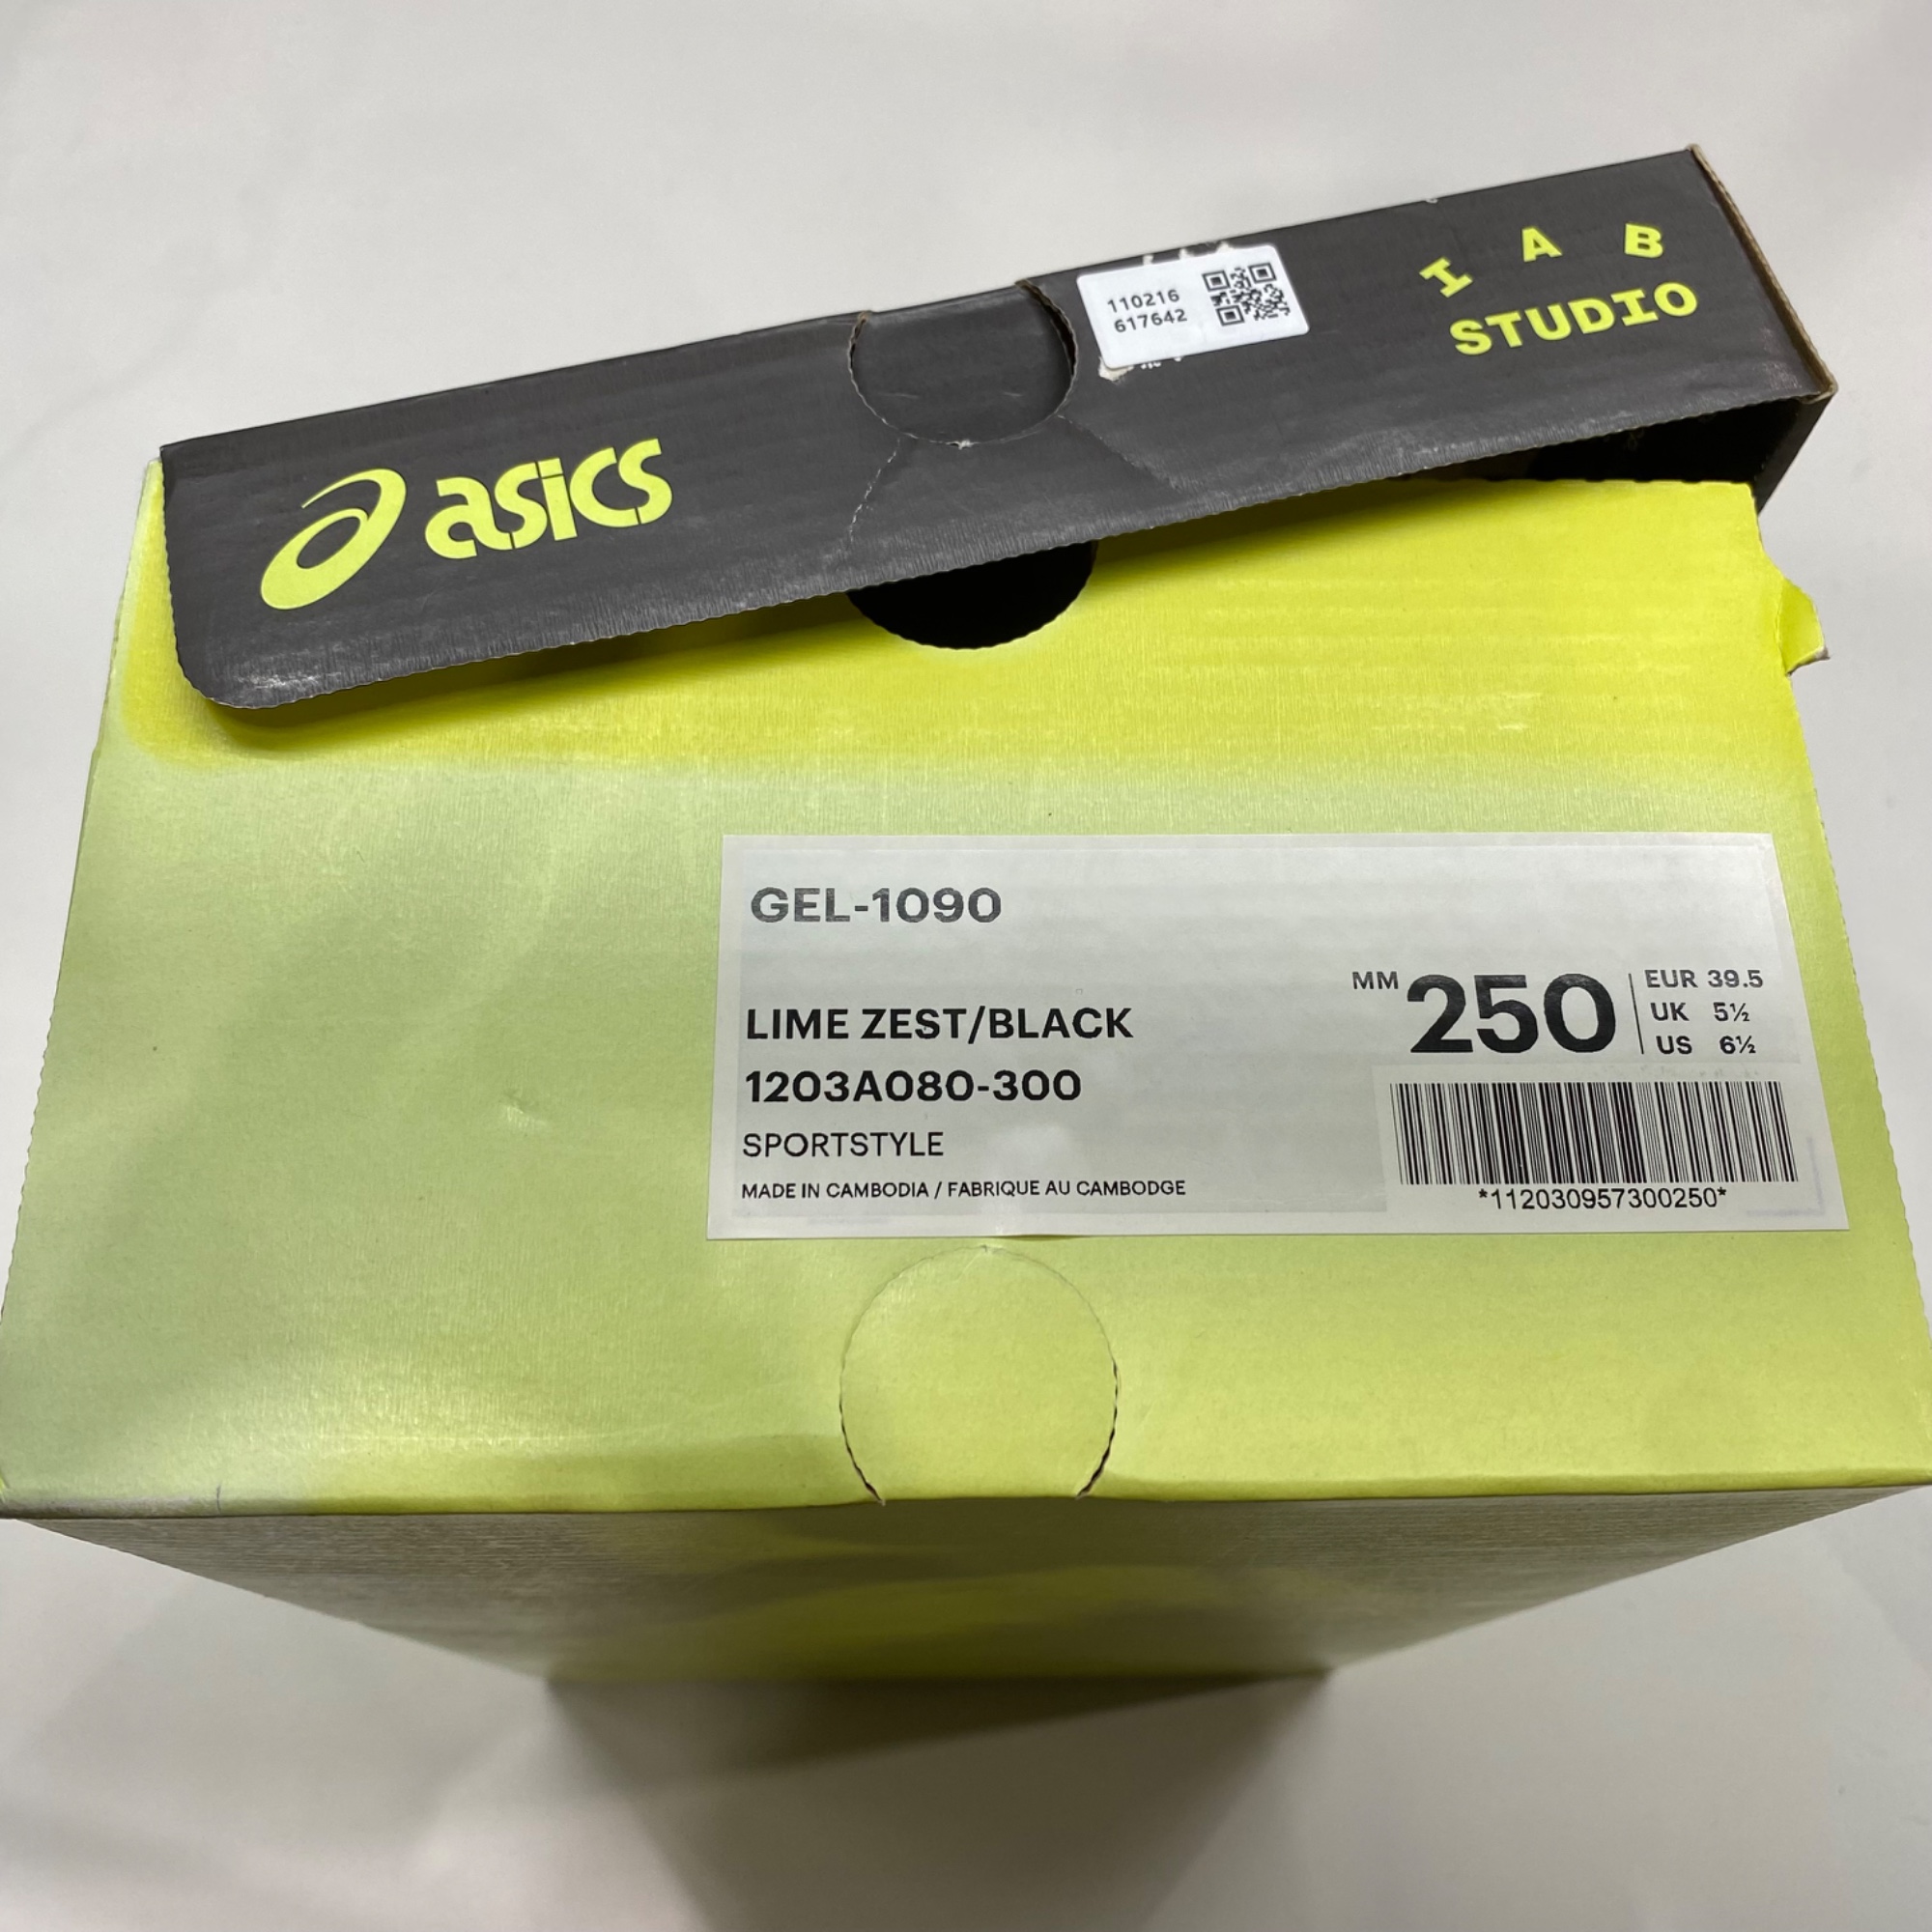 I A B
STUDIO
110216
617642
asics
GEL-1090
LIME ZEST/BLACK
1203A080-300
SPORTSTYLE
MADE IN CAMBODIA / FABRIQUE AU CAMBODGE
MM 250
EUR 39.5
UK 5½
US 6½
*112030957300250*